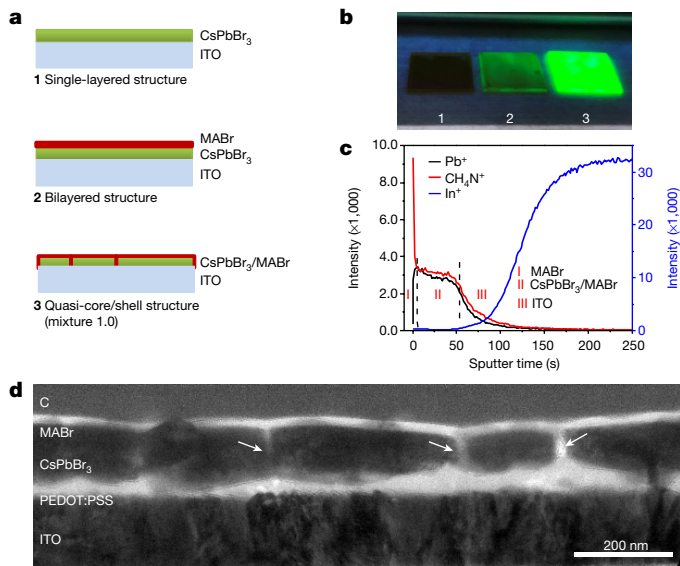 a
CsPbBr₃
ITO
1 Single-layered structure
MABr
CsPbBr₃
ITO
2 Bilayered structure
CsPbBr₃/MABr
ITO
3 Quasi-core/shell structure
(mixture 1.0)
b
1 2 3
c
Intensity (×1,000)
10.0
8.0
6.0
4.0
2.0
0.0
Pb⁺
CH₄N⁺
In⁺
I II III
I MABr
II CsPbBr₃/MABr
III ITO
30
20
10
0
Intensity (×1,000)
0 50 100 150 200 250
Sputter time (s)
d
C
MABr
CsPbBr₃
PEDOT:PSS
ITO
200 nm